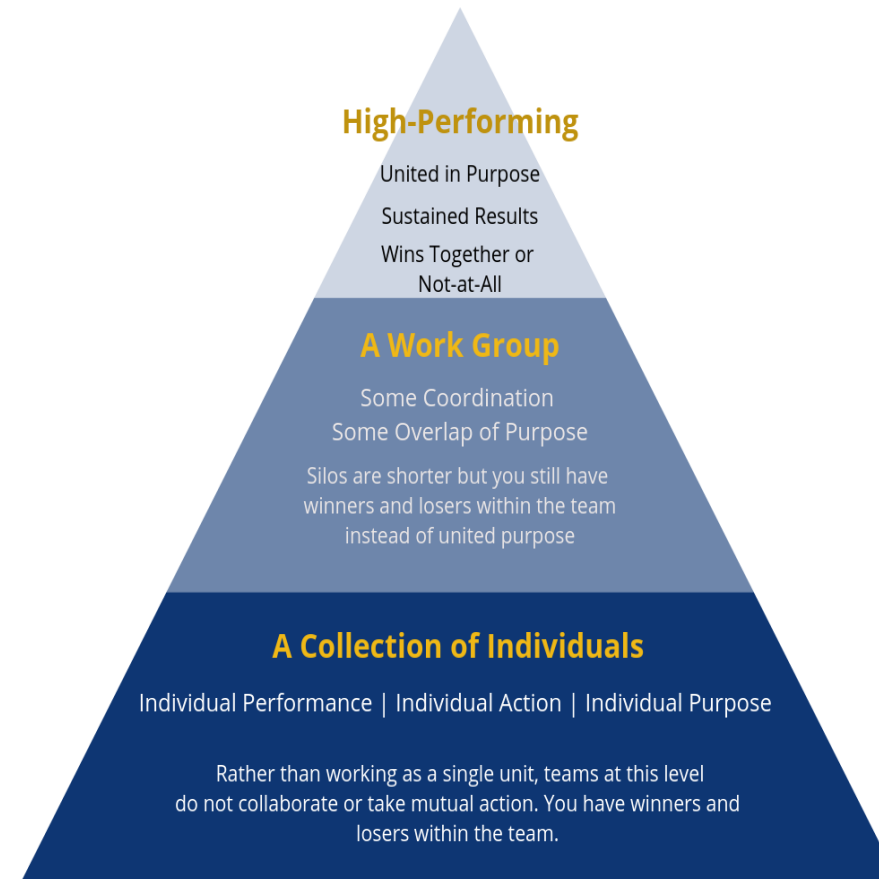 High-Performing
United in Purpose
Sustained Results
Wins Together or
Not-at-All
A Work Group
Some Coordination
Some Overlap of Purpose
Silos are shorter but you still have
winners and losers within the team
instead of united purpose
A Collection of Individuals
Individual Performance | Individual Action | Individual Purpose
Rather than working as a single unit, teams at this level
do not collaborate or take mutual action. You have winners and
losers within the team.